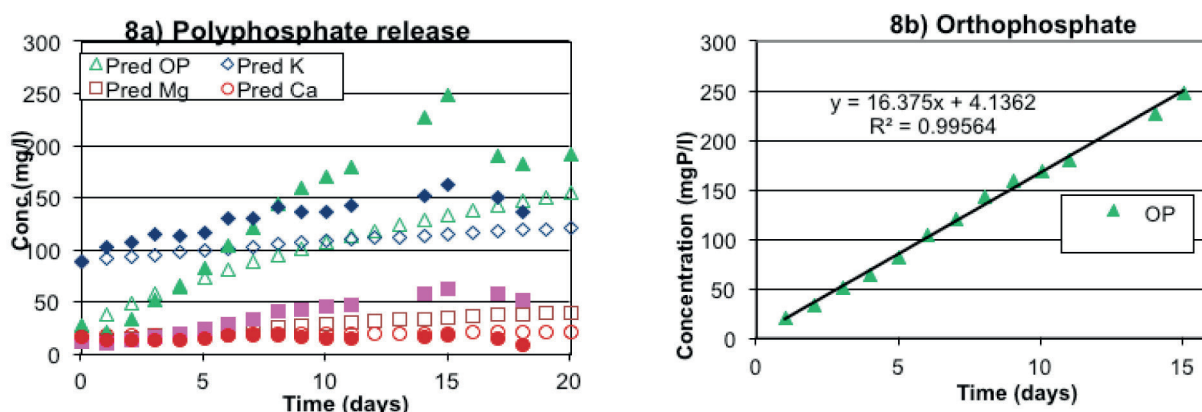 8a) Polyphosphate release
300
250
200
150
100
50
0
Conc (mg/l)
Pred OP
Pred K
Pred Mg
Pred Ca
0
5
10
15
20
Time (days)
8b) Orthophosphate
300
250
200
150
100
50
0
Concentration (mgP/l)
y = 16.375x + 4.1362
R² = 0.99564
OP
0
5
10
15
Time (days)